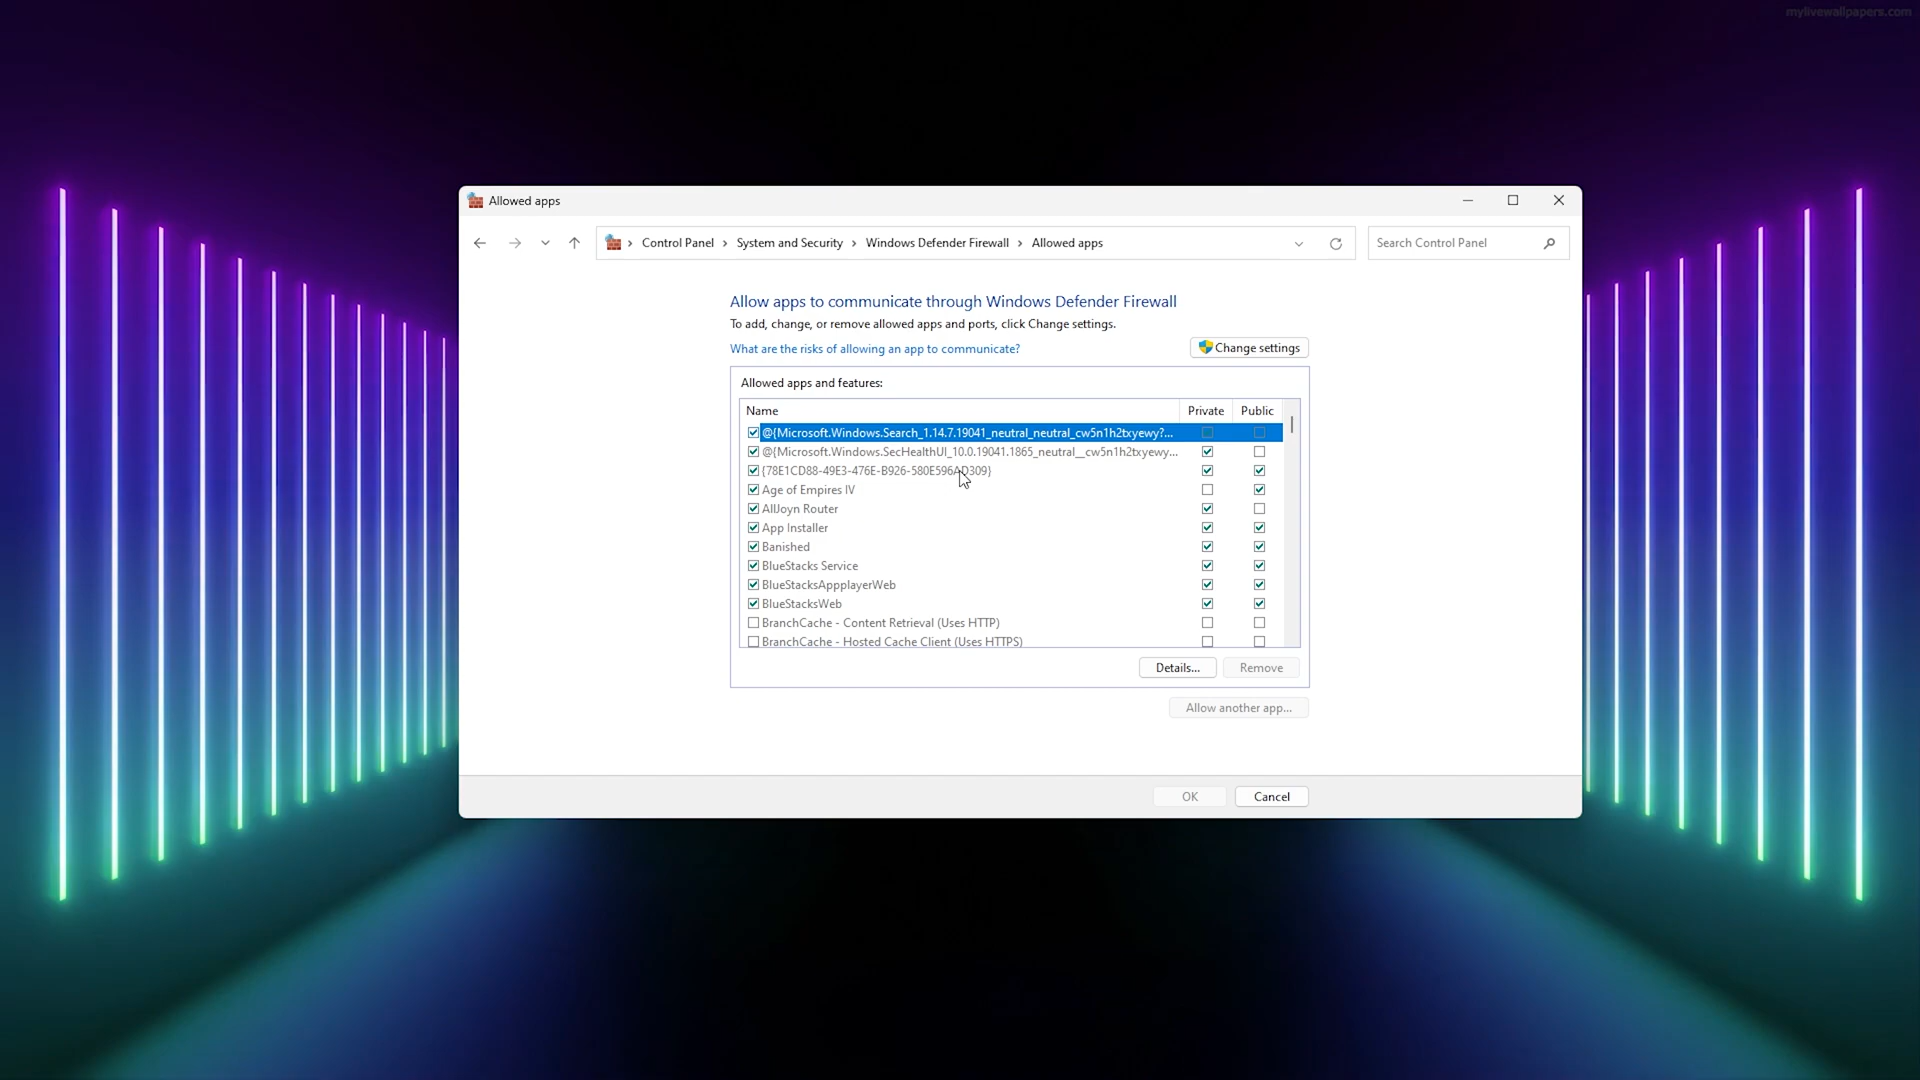 mylivewallpapers.com
Allowed apps
Control Panel > System and Security > Windows Defender Firewall > Allowed apps
Search Control Panel
Allow apps to communicate through Windows Defender Firewall
To add, change, or remove allowed apps and ports, click Change settings.
What are the risks of allowing an app to communicate?
Change settings
Allowed apps and features:
Name Private Public
@{Microsoft.Windows.Search_1.14.7.19041_neutral_neutral_cw5n1h2txyewy?...
@{Microsoft.Windows.SecHealthUI_10.0.19041.1865_neutral__cw5n1h2txyewy...
{78E1CD88-49E3-476E-B926-580E596AD309}
Age of Empires IV
AllJoyn Router
App Installer
Banished
BlueStacks Service
BlueStacksAppplayerWeb
BlueStacksWeb
BranchCache - Content Retrieval (Uses HTTP)
BranchCache - Hosted Cache Client (Uses HTTPS)
Details... Remove
Allow another app...
OK Cancel